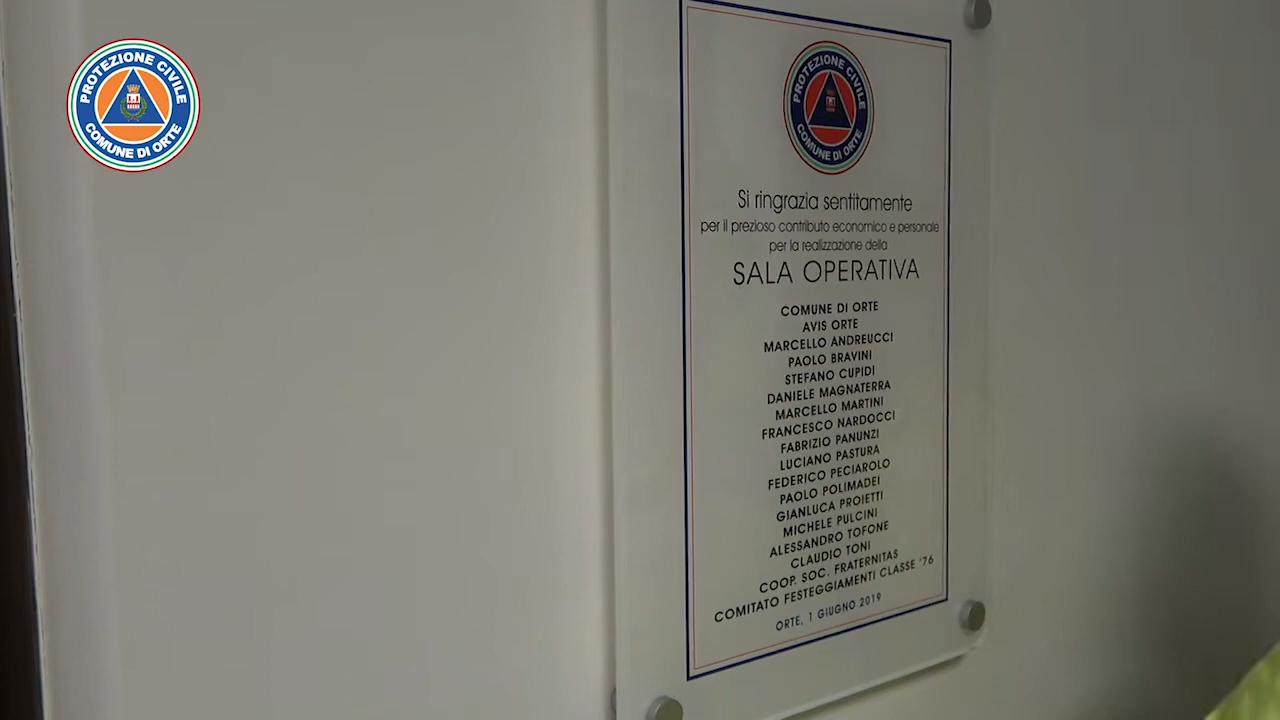 PROTEZIONE CIVILE
COMUNE DI ORTE
PROTEZIONE CIVILE
COMUNE DI ORTE
Si ringrazia sentitamente
per il prezioso contributo economico e personale
per la realizzazione della
SALA OPERATIVA
COMUNE DI ORTE
AVIS ORTE
MARCELLO ANDREUCCI
PAOLO BRAVINI
STEFANO CUPIDI
DANIELE MAGNATERRA
MARCELLO MARTINI
FRANCESCO NARDOCCI
FABRIZIO PANUNZI
LUCIANO PASTURA
FEDERICO PECIAROLO
PAOLO POLIMADEI
GIANLUCA PROIETTI
MICHELE PULCINI
ALESSANDRO TOFONE
CLAUDIO TONI
COOP. SOC. FRATERNITAS
COMITATO FESTEGGIAMENTI CLASSE '76
ORTE, 1 GIUGNO 2019